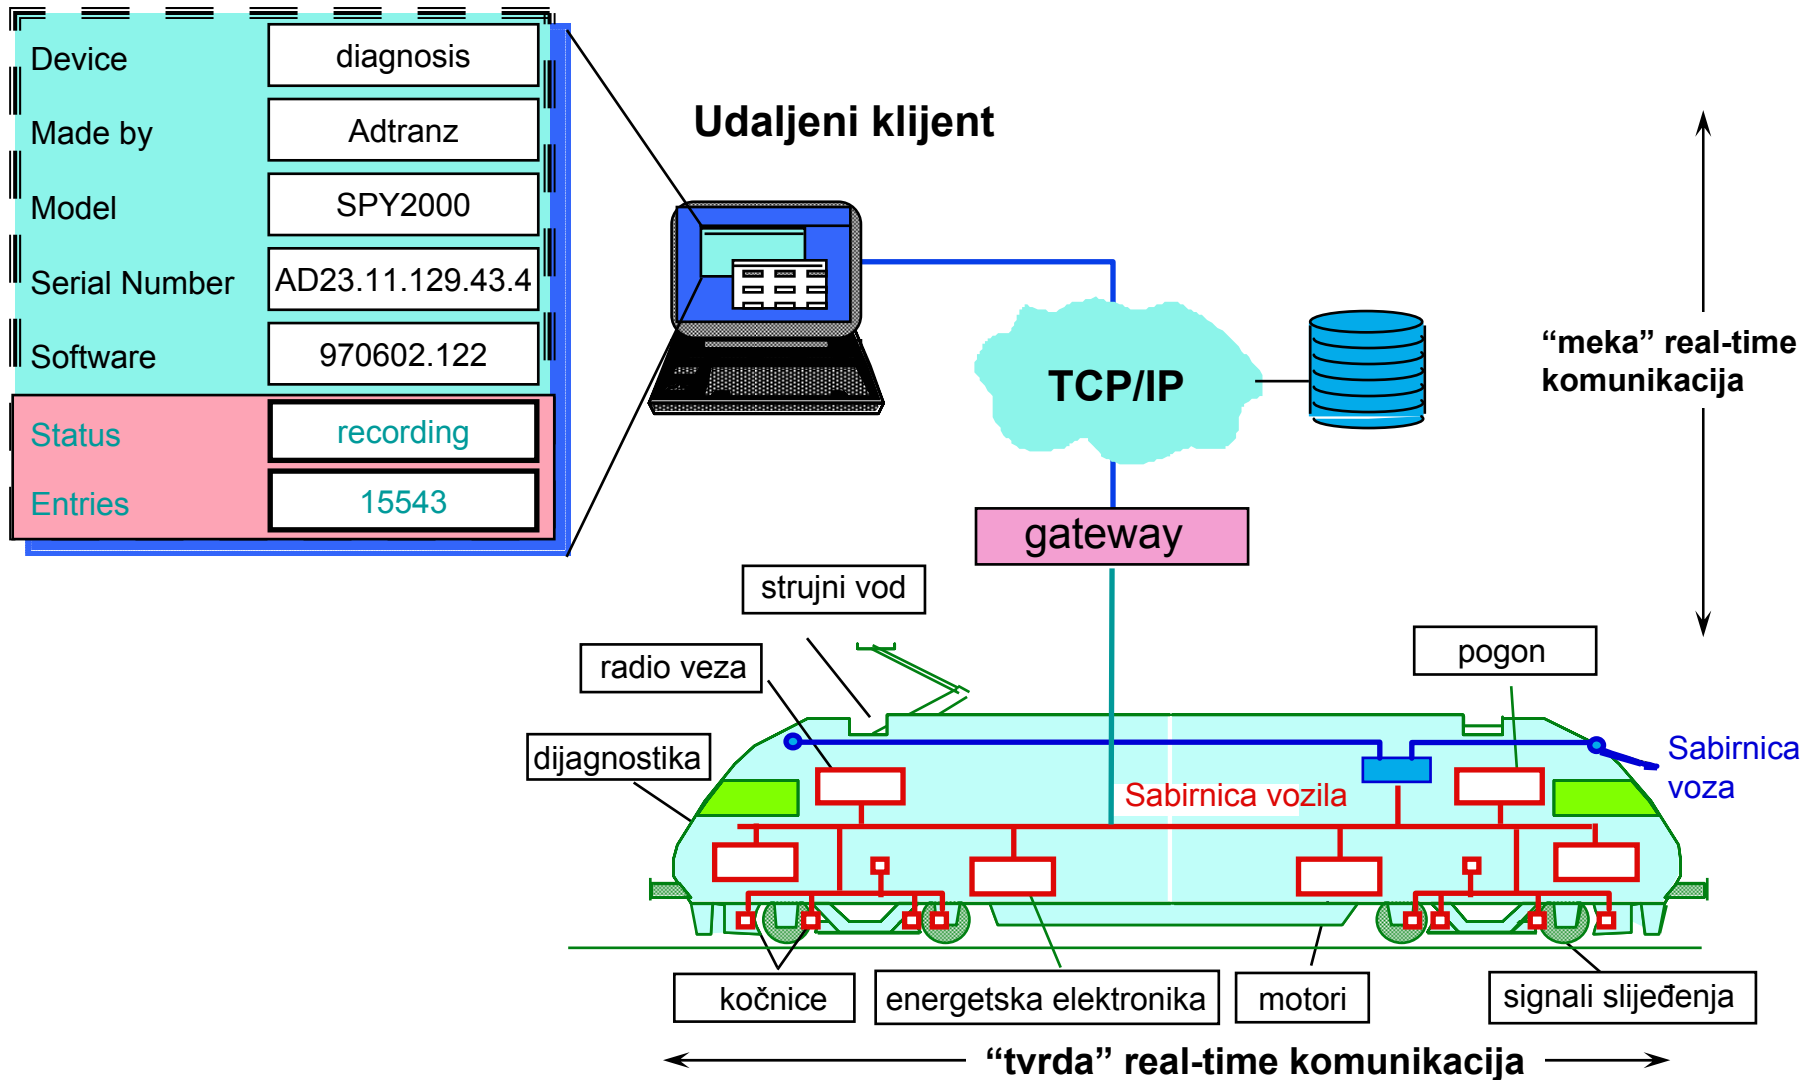 Device
diagnosis
Made by
Adtranz
Model
SPY2000
Serial Number
AD23.11.129.43.4
Software
970602.122
Status
recording
Entries
15543
Udaljeni klijent
TCP/IP
“meka” real-time
komunikacija
gateway
strujni vod
radio veza
pogon
dijagnostika
Sabirnica
voza
Sabirnica vozila
kočnice
energetska elektronika
motori
signali slijeđenja
“tvrda” real-time komunikacija